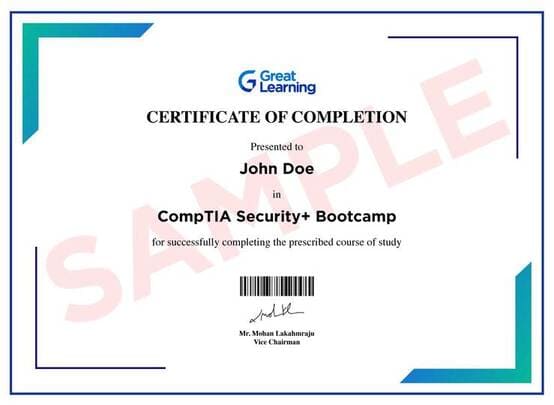 Great
Learning
CERTIFICATE OF COMPLETION
Presented to
John Doe
in
CompTIA Security+ Bootcamp
for successfully completing the prescribed course of study
SAMPLE
Mr. Mohan Lakahmraju
Vice Chairman